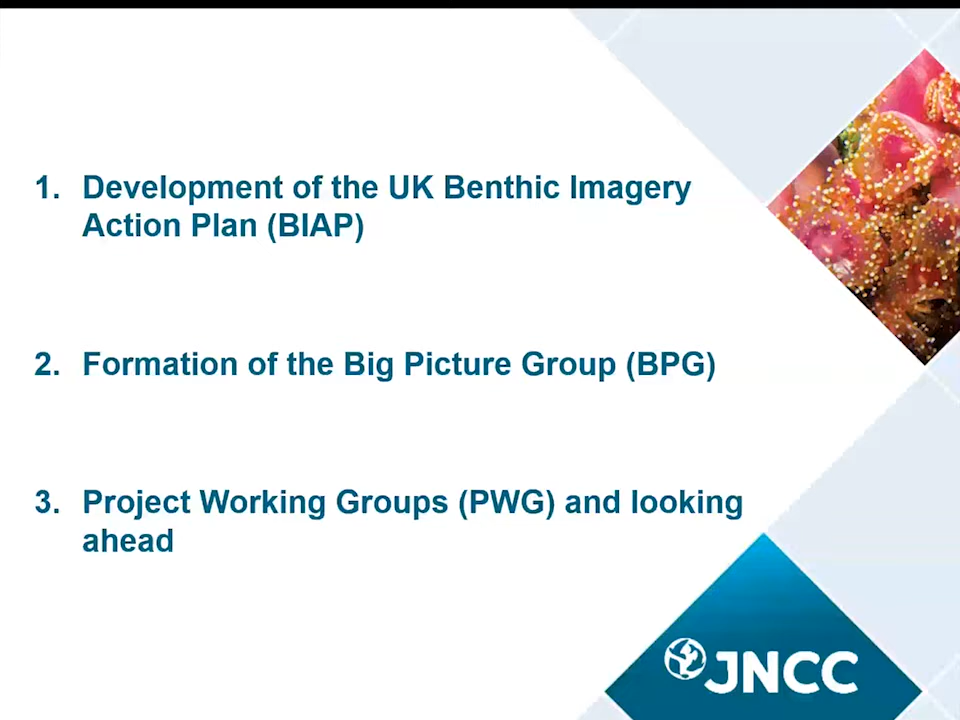 1. Development of the UK Benthic Imagery
Action Plan (BIAP)
2. Formation of the Big Picture Group (BPG)
3. Project Working Groups (PWG) and looking
ahead
JNCC